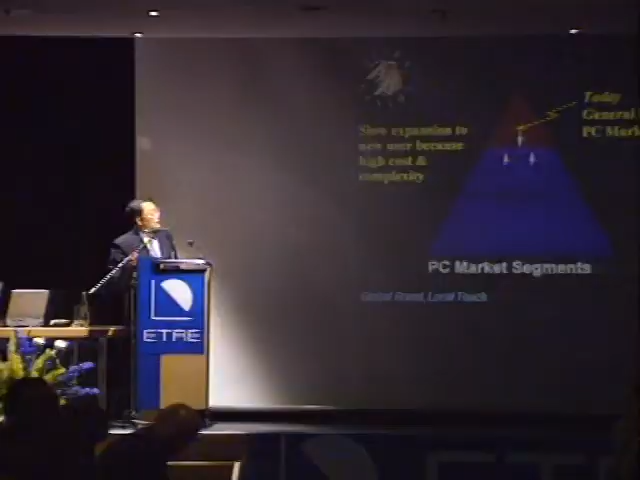 Slow expansion to
new user because
high cost &
complexity
Today
General
PC Mark
PC Market Segments
Global Brand, Local Touch
ETRE
ETRE